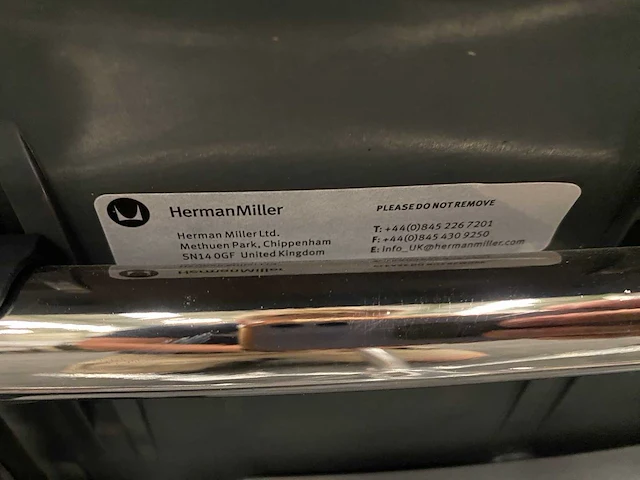 HermanMiller
Herman Miller Ltd.
Methuen Park, Chippenham
SN14 0GF United Kingdom
PLEASE DO NOT REMOVE
T: +44(0)845 226 7201
F: +44(0)845 430 9250
E: info_UK@hermanmiller.com